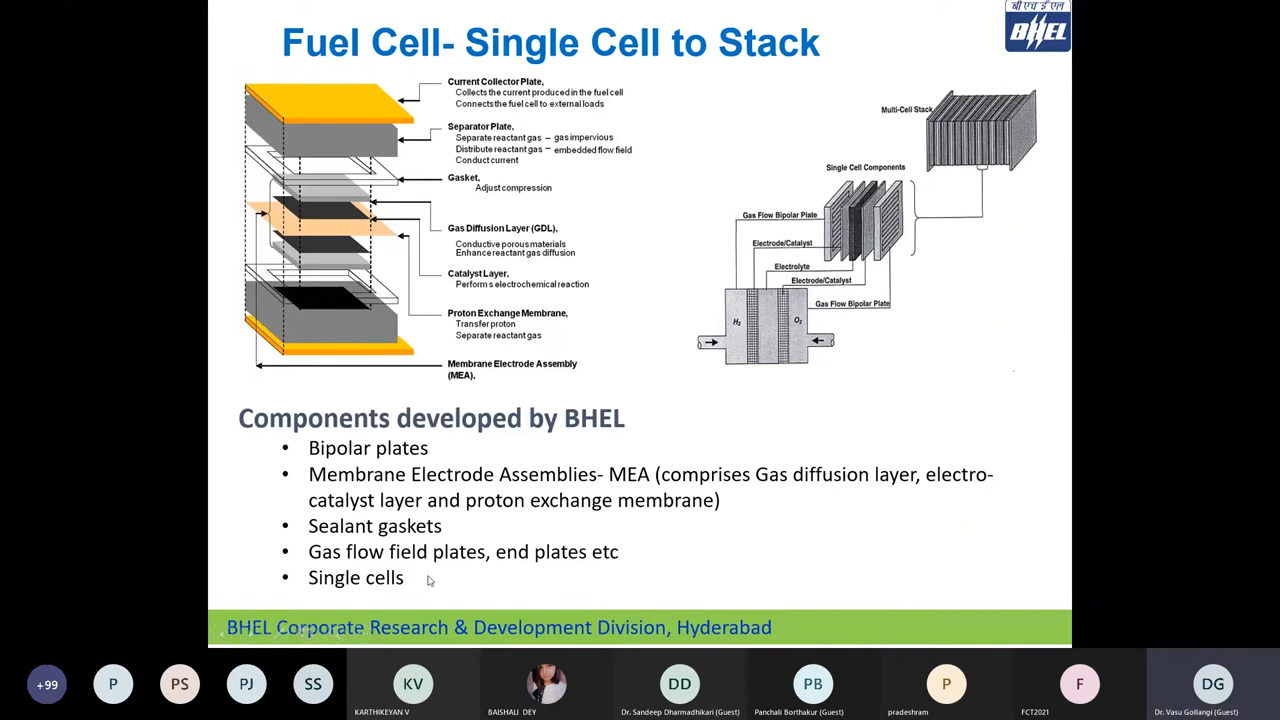 Fuel Cell- Single Cell to Stack
बी एच ई एल
BHEL
Current Collector Plate,
Collects the current produced in the fuel cell
Connects the fuel cell to external loads
Separator Plate,
Separate reactant gas – gas impervious
Distribute reactant gas – embedded flow field
Conduct current
Gasket,
Adjust compression
Gas Diffusion Layer (GDL),
Conductive porous materials
Enhance reactant gas diffusion
Catalyst Layer,
Performs electrochemical reaction
Proton Exchange Membrane,
Transfer proton
Separate reactant gas
Membrane Electrode Assembly
(MEA),
Multi-Cell Stack
Single Cell Components
Gas Flow Bipolar Plate
Electrode/Catalyst
Electrolyte
Electrode/Catalyst
Gas Flow Bipolar Plate
H₂
O₂
Components developed by BHEL
• Bipolar plates
• Membrane Electrode Assemblies- MEA (comprises Gas diffusion layer, electro-
catalyst layer and proton exchange membrane)
• Sealant gaskets
• Gas flow field plates, end plates etc
• Single cells
BHEL Corporate Research & Development Division, Hyderabad
+99
P
PS
PJ
SS
KV
DD
PB
P
F
DG
KARTHIKEYAN V
BAISHALI DEY
Dr. Sandeep Dharmadhikari (Guest)
Panchali Borthakur (Guest)
pradeshram
FCT2021
Dr. Vasu Gollangi (Guest)